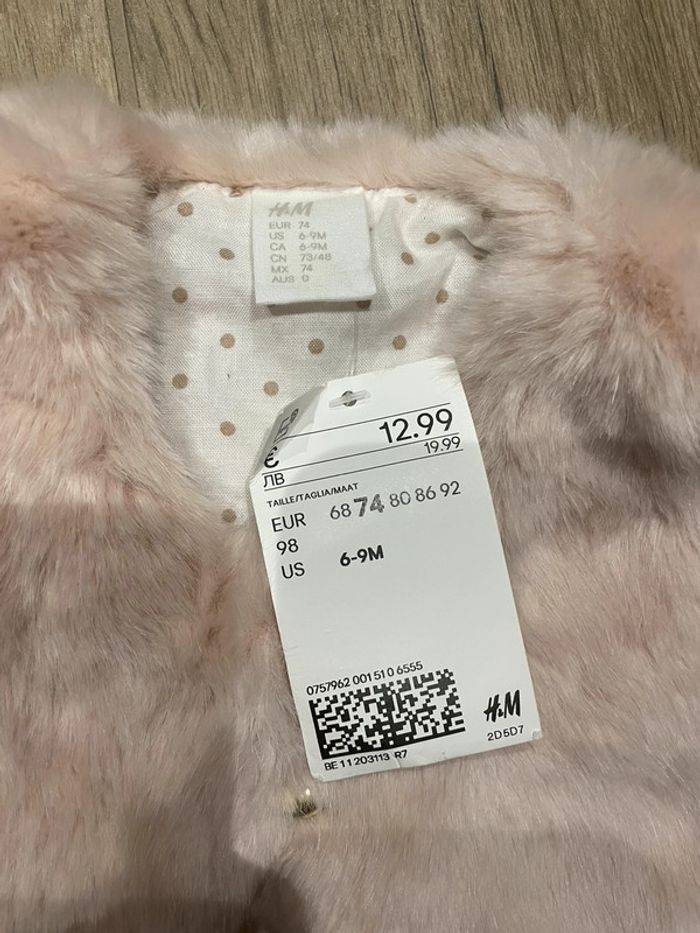 H&M
EUR 74
US 6-9M
CA 6-9M
CN 73/48
MX 74
AUS 0
€ 12.99
ЛВ 19.99
TAILLE/TAGLIA/MAAT
EUR 68 74 80 86 92
98
US 6-9M
0757962 001 51 0 6555
H&M
BE 11 203113 R7
2D5D7